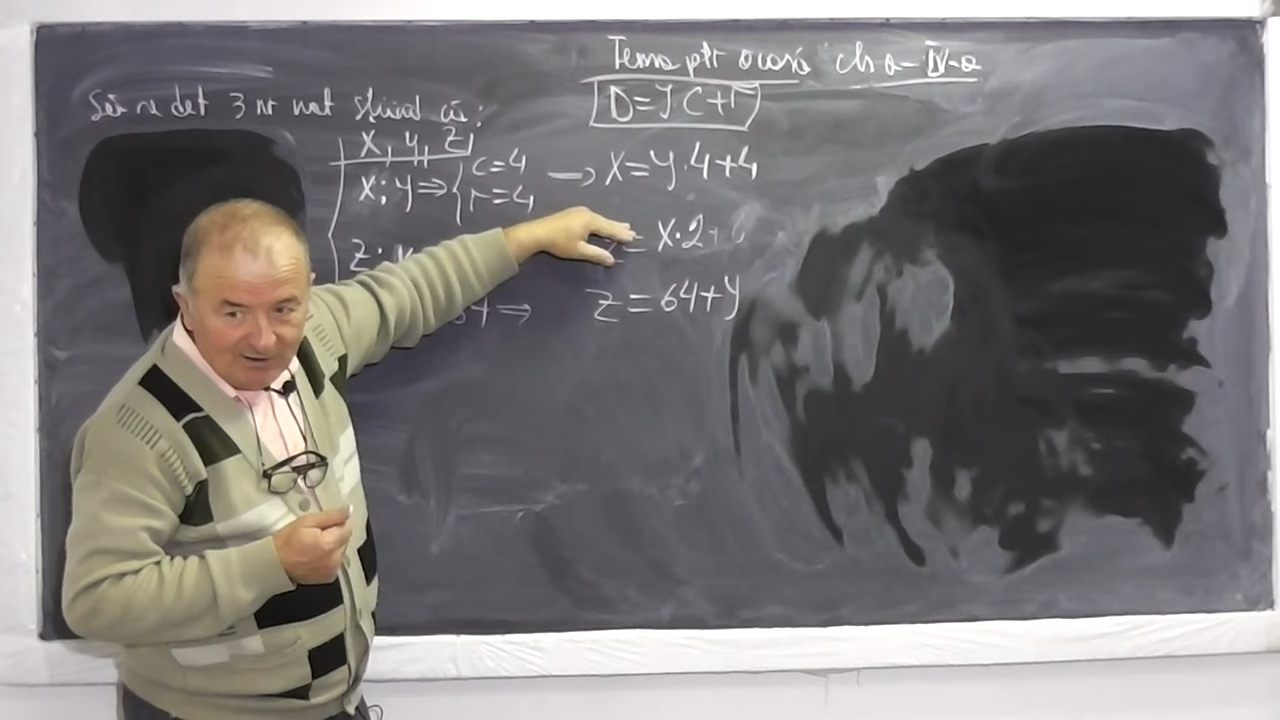 Tema ptr acasă cls a-IV-a
Să se det 3 nr nat știind că:
D=ÎC+r
x, y, z
x:y⇒{c=4 r=4 → x=y·4+4
z: = x·2+
⇒ z=64+y